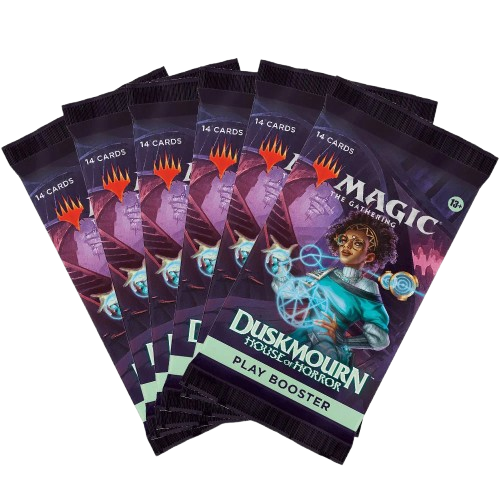 14 CARDS
14 CARDS
14 CARDS
14 CARDS
14 CARDS
14 CARDS
MAGIC
THE GATHERING
13+
DUSKMOURN
HOUSE OF HORROR
PLAY BOOSTER